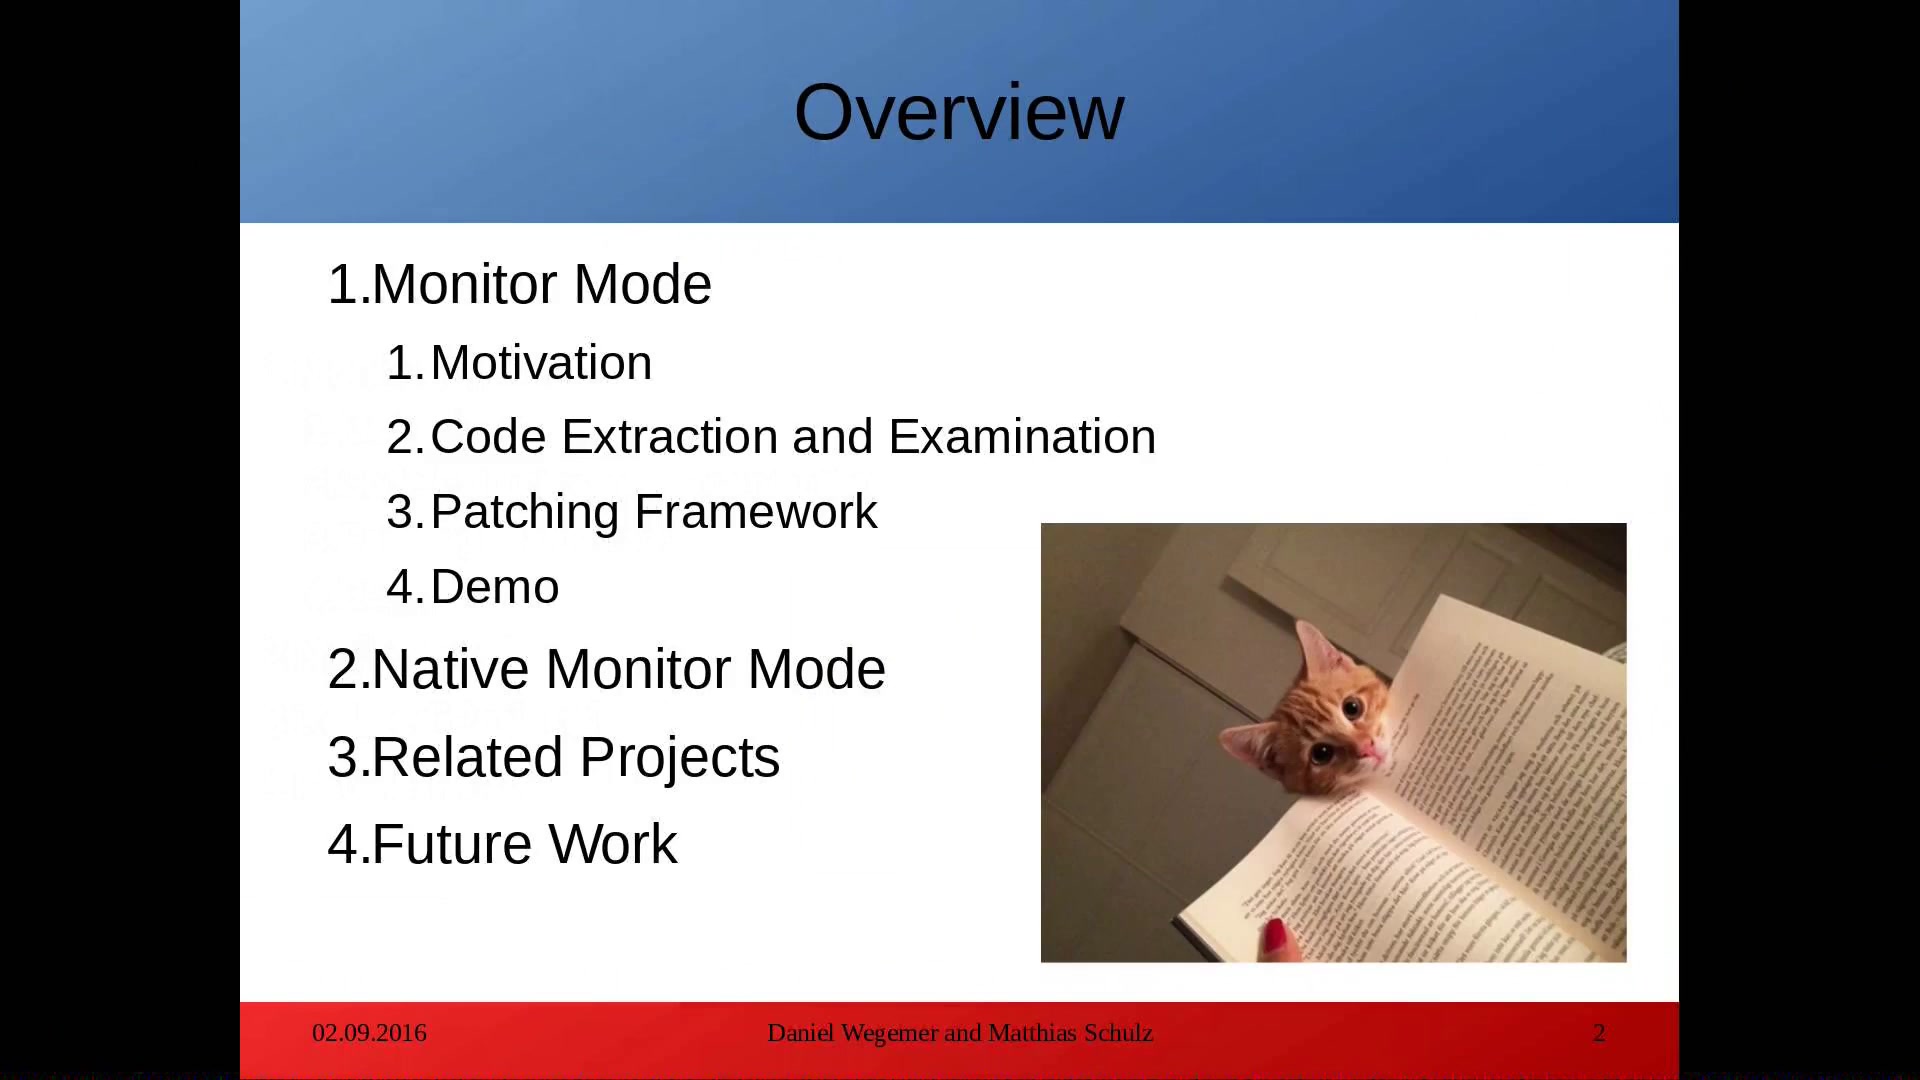 Overview
1.Monitor Mode
1.Motivation
2.Code Extraction and Examination
3.Patching Framework
4.Demo
2.Native Monitor Mode
3.Related Projects
4.Future Work
02.09.2016
Daniel Wegemer and Matthias Schulz
2